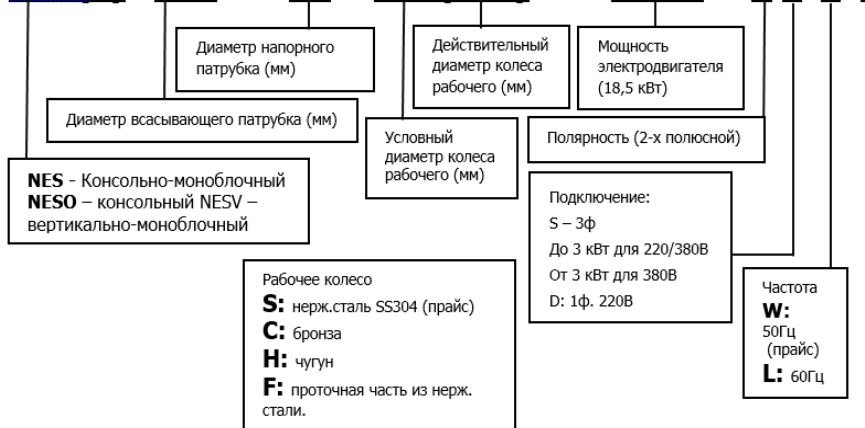 Диаметр напорного
патрубка (мм)
Действительный
диаметр колеса
рабочего (мм)
Мощность
электродвигателя
(18,5 кВт)
Диаметр всасывающего патрубка (мм)
Условный
диаметр колеса
рабочего (мм)
Полярность (2-х полюсной)
NES - Консольно-моноблочный
NESO – консольный NESV –
вертикально-моноблочный
Подключение:
S – 3ф
До 3 кВт для 220/380В
От 3 кВт для 380В
D: 1ф. 220В
Рабочее колесо
S: нерж.сталь SS304 (прайс)
C: бронза
H: чугун
F: проточная часть из нерж.
стали.
Частота
W:
50Гц
(прайс)
L: 60Гц